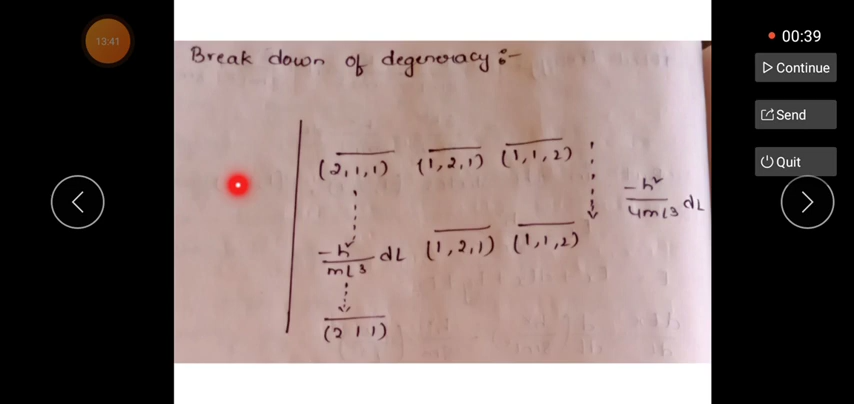 13:41
00:39
Continue
Send
Quit
Break down of degeneracy :-
(2,1,1) (1,2,1) (1,1,2)
-h²/4mL3 dL
-h²/mL3 dL (1,2,1) (1,1,2)
(2 1 1)